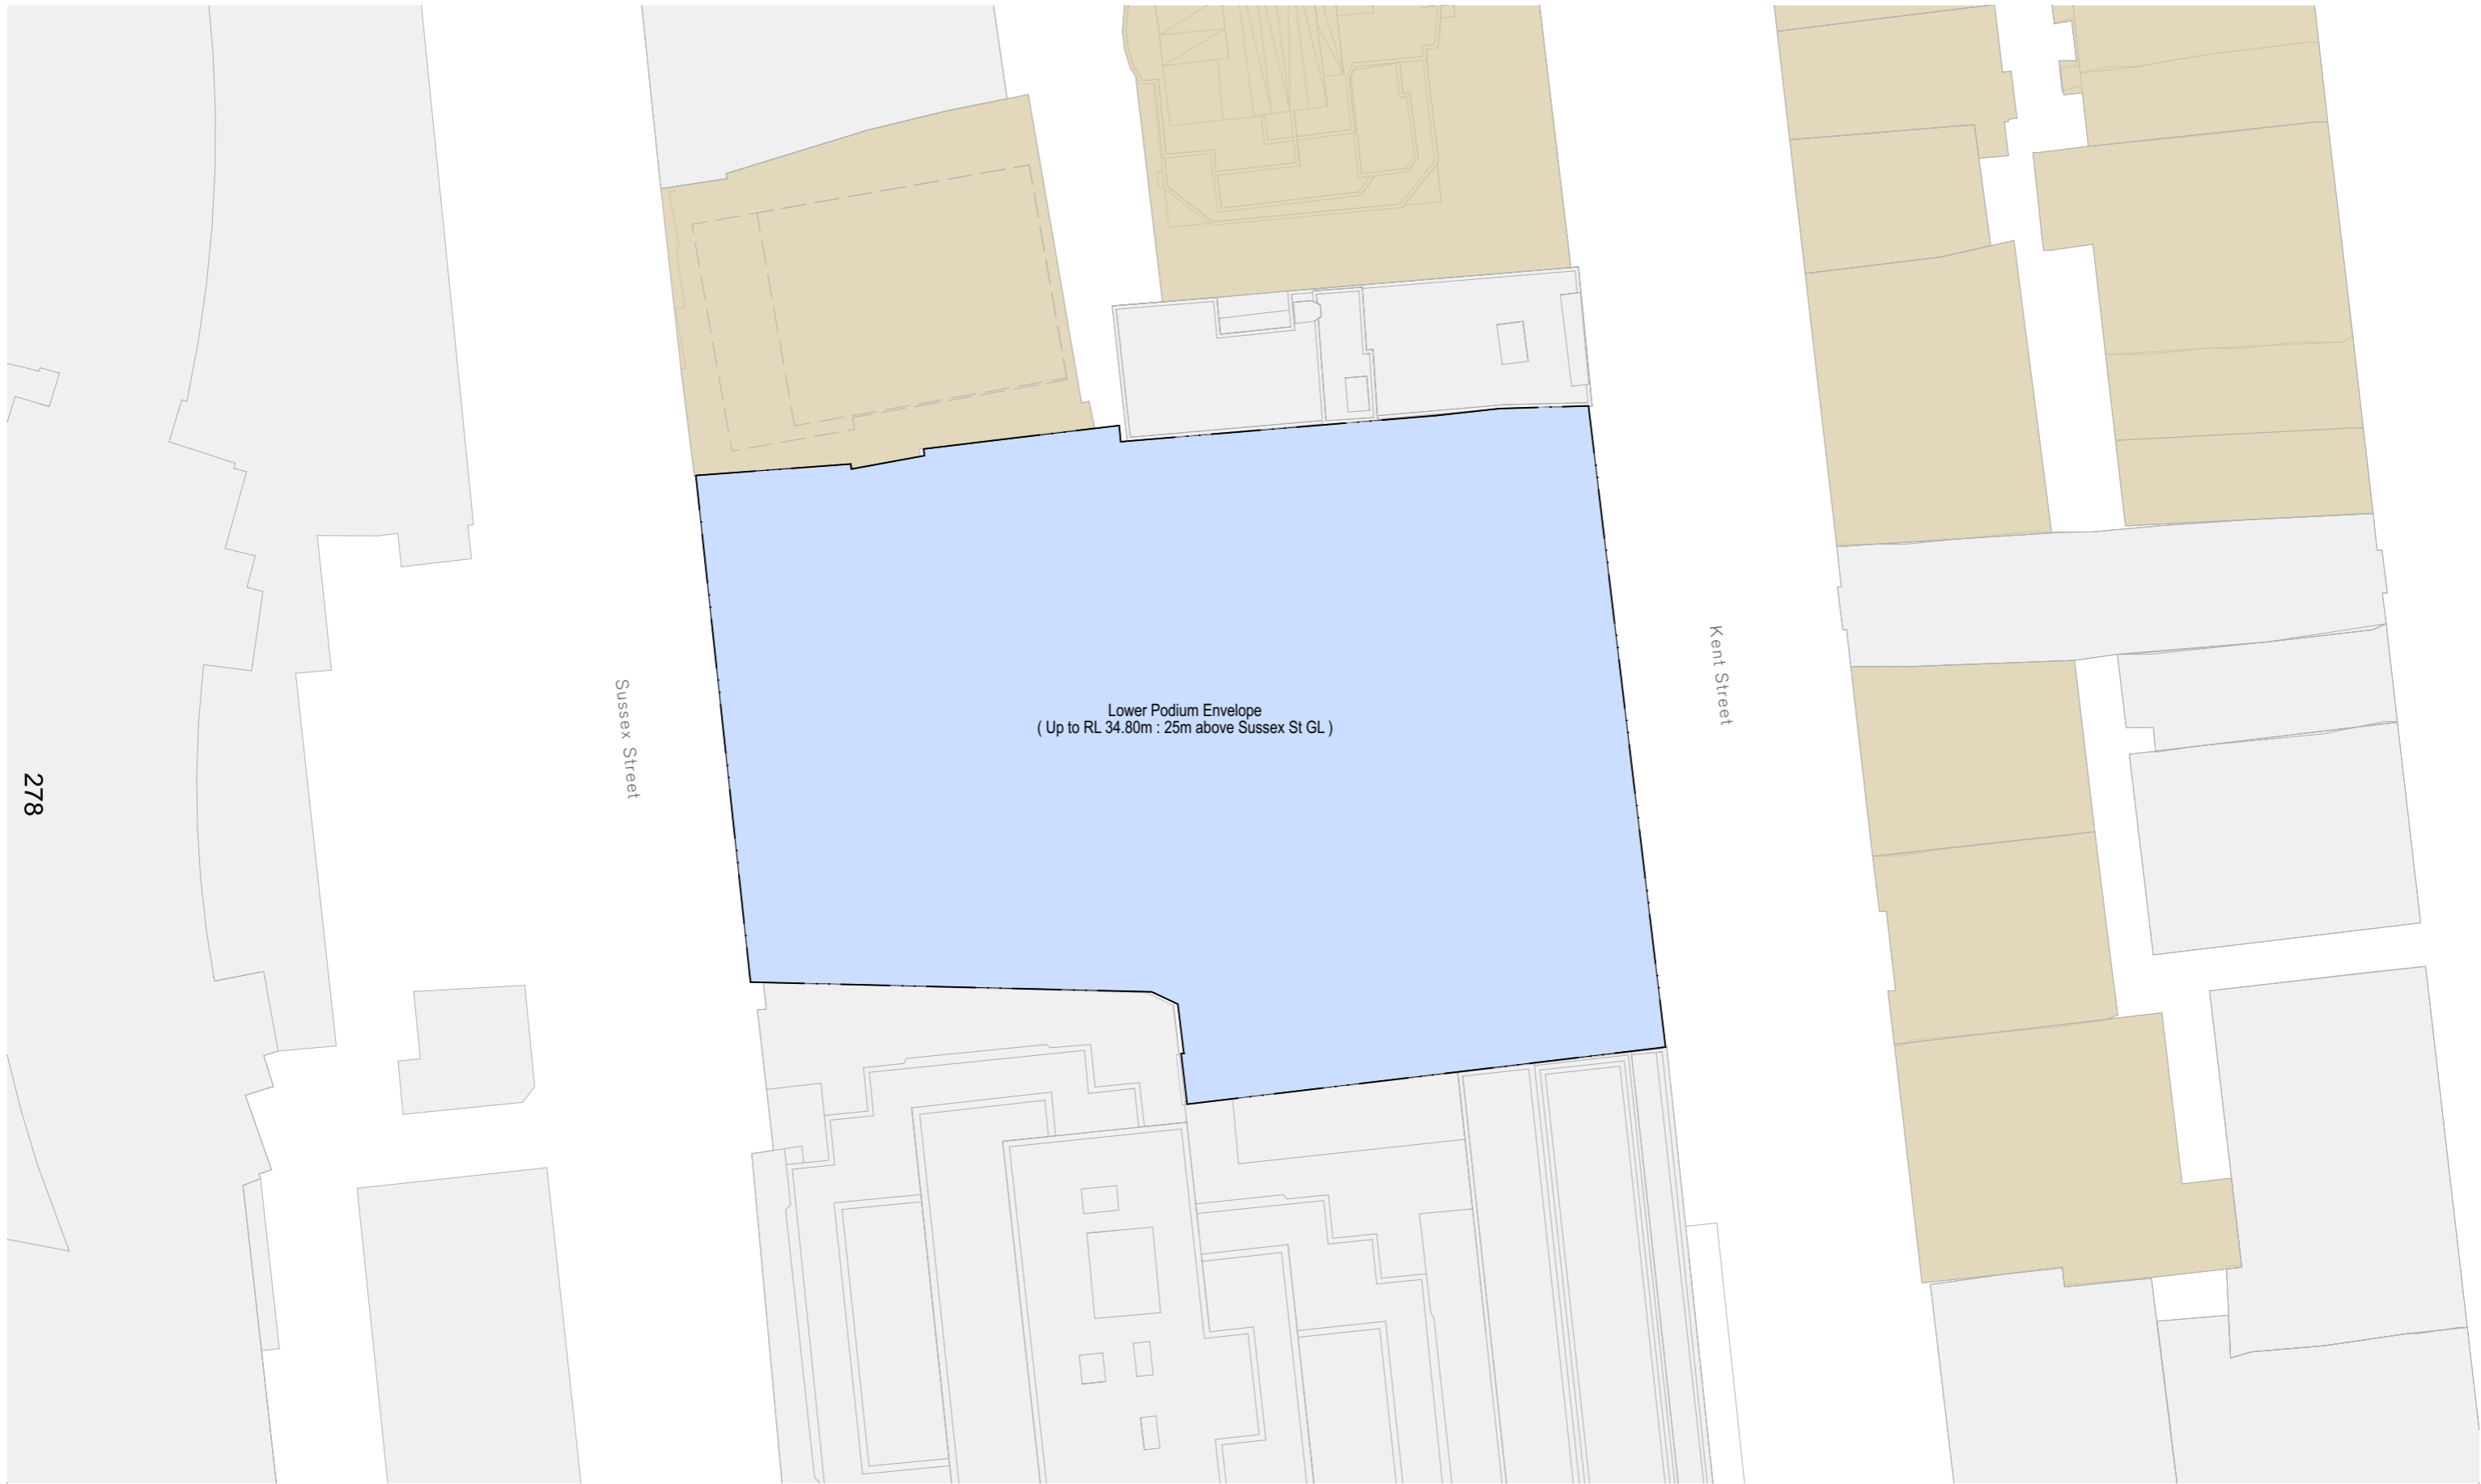 Kent Street
Sussex Street
Lower Podium Envelope
( Up to RL 34.80m : 25m above Sussex St GL )
278